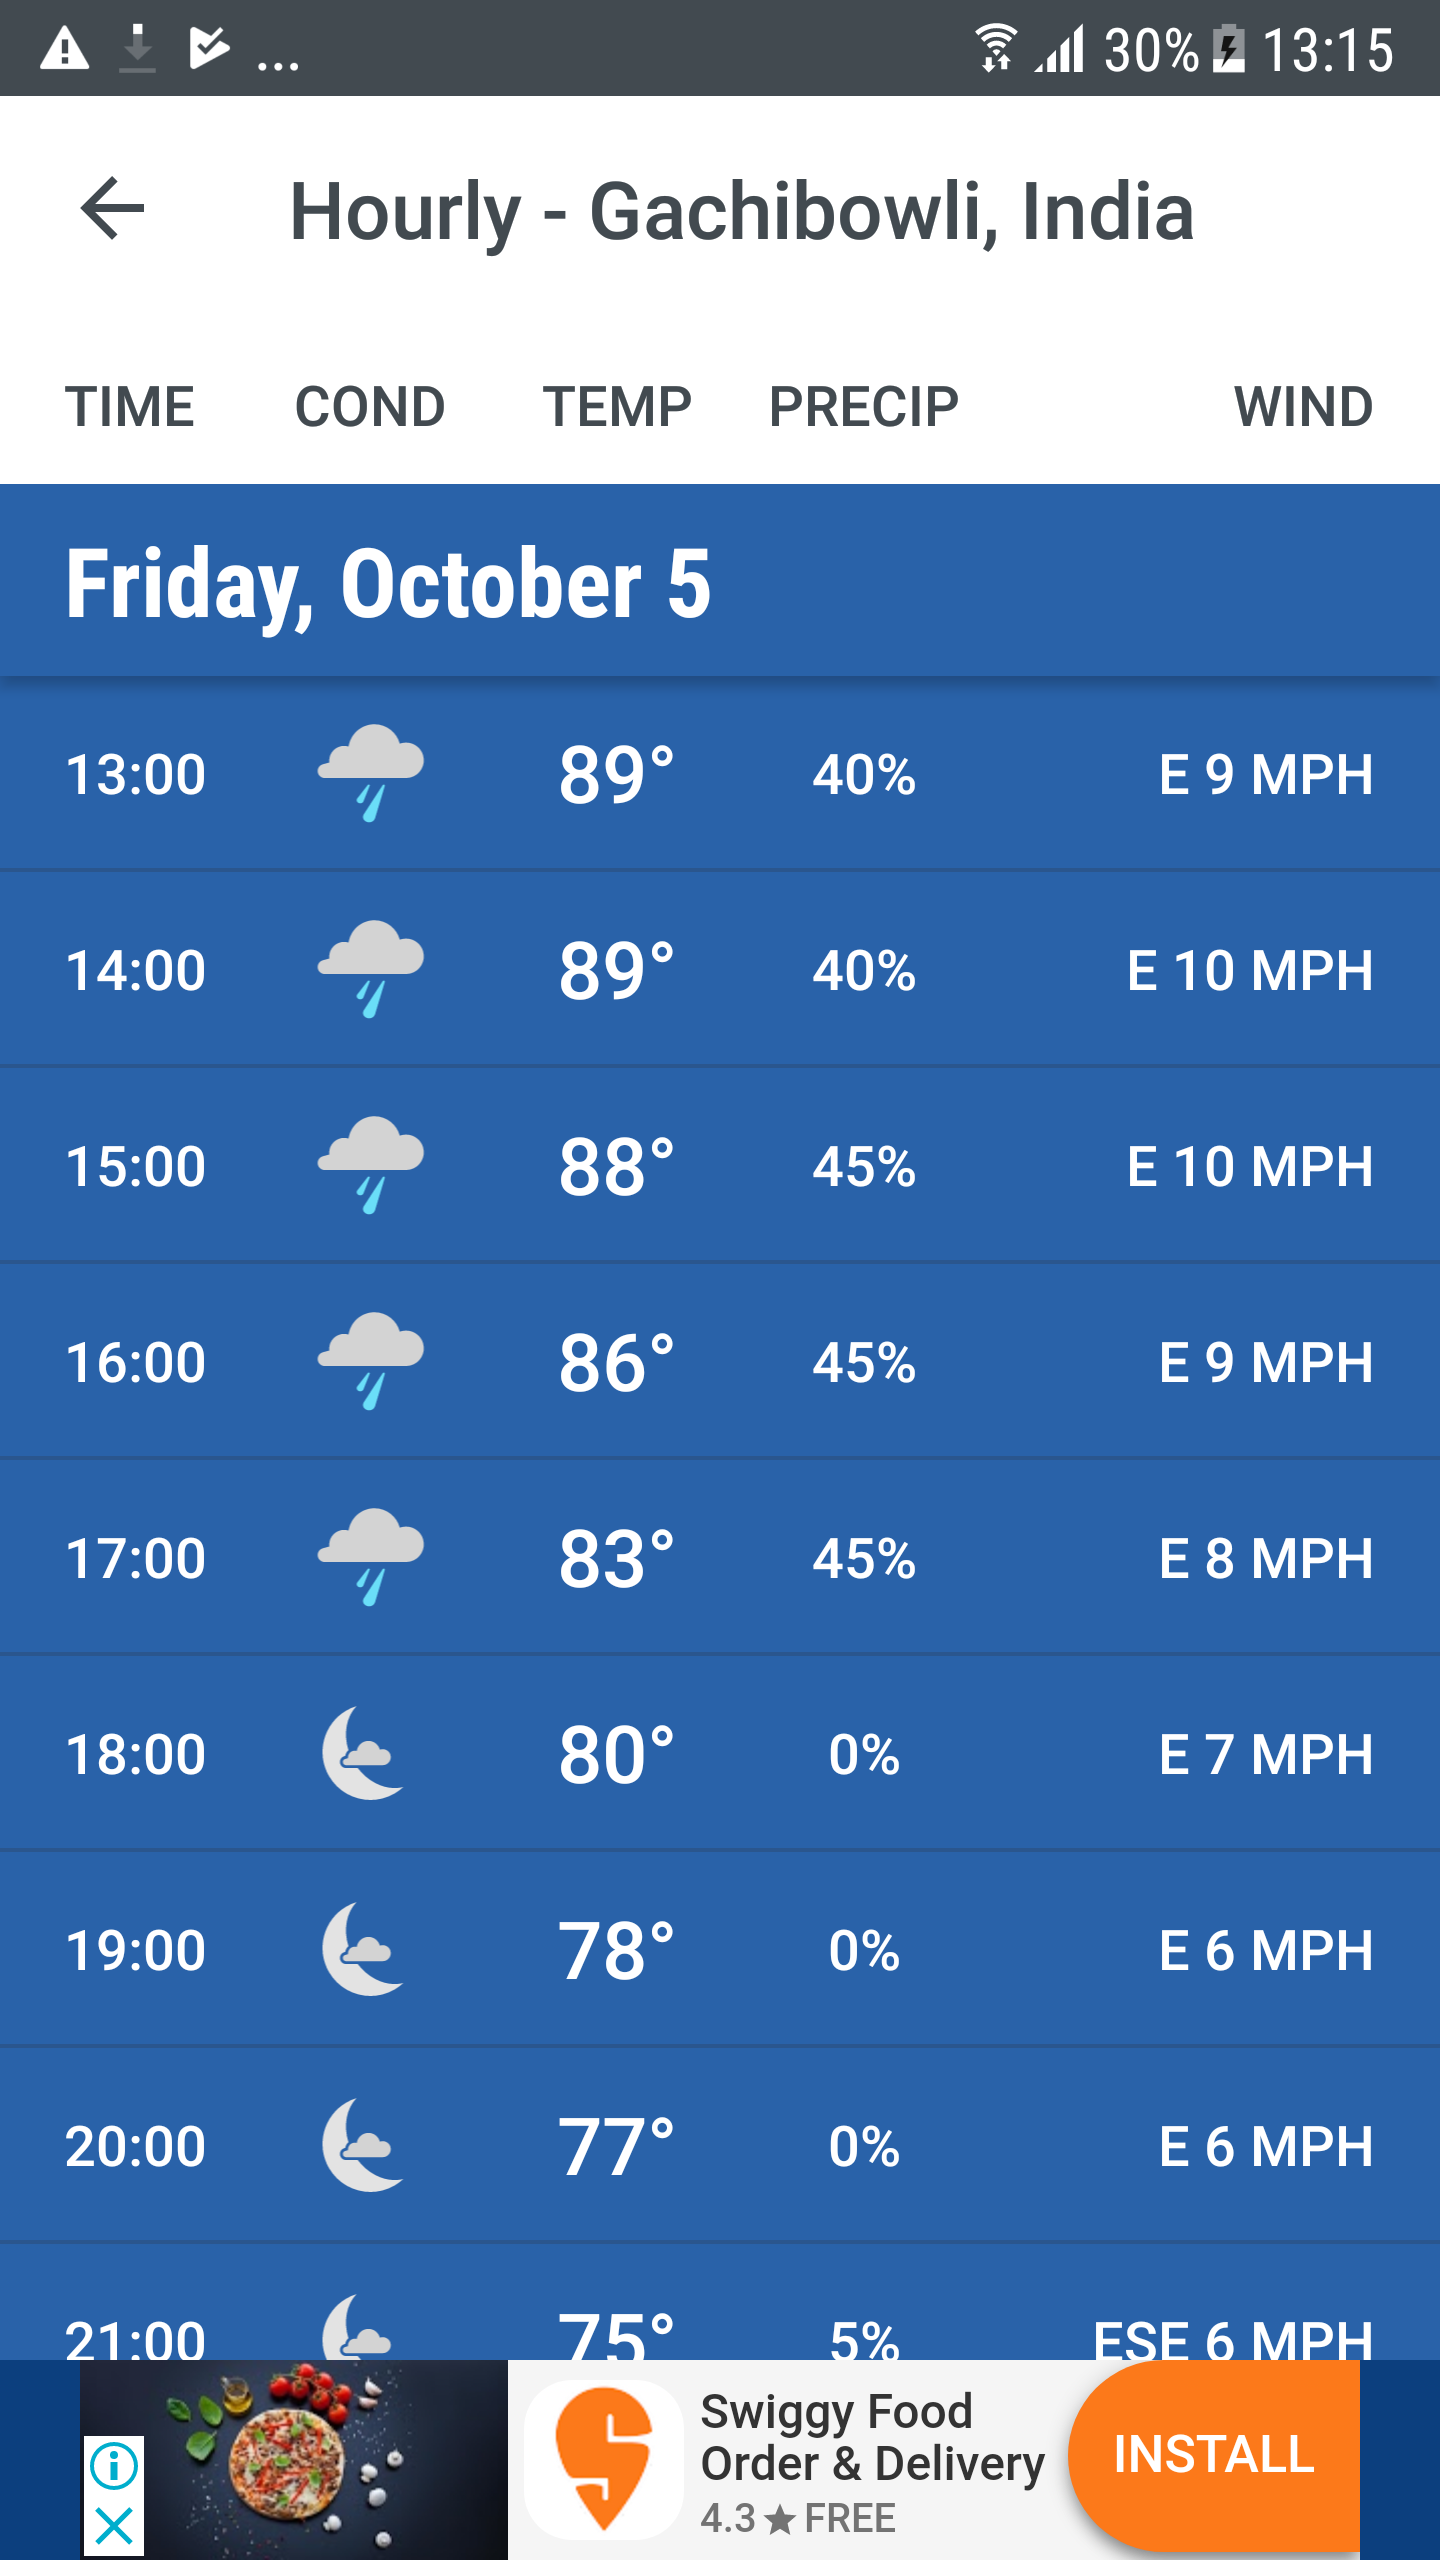 ... 30% 13:15
Hourly - Gachibowli, India
TIME COND TEMP PRECIP WIND
Friday, October 5
13:00 89° 40% E 9 MPH
14:00 89° 40% E 10 MPH
15:00 88° 45% E 10 MPH
16:00 86° 45% E 9 MPH
17:00 83° 45% E 8 MPH
18:00 80° 0% E 7 MPH
19:00 78° 0% E 6 MPH
20:00 77° 0% E 6 MPH
21:00 75° 5% ESE 6 MPH
Swiggy Food
Order & Delivery
4.3★FREE
INSTALL